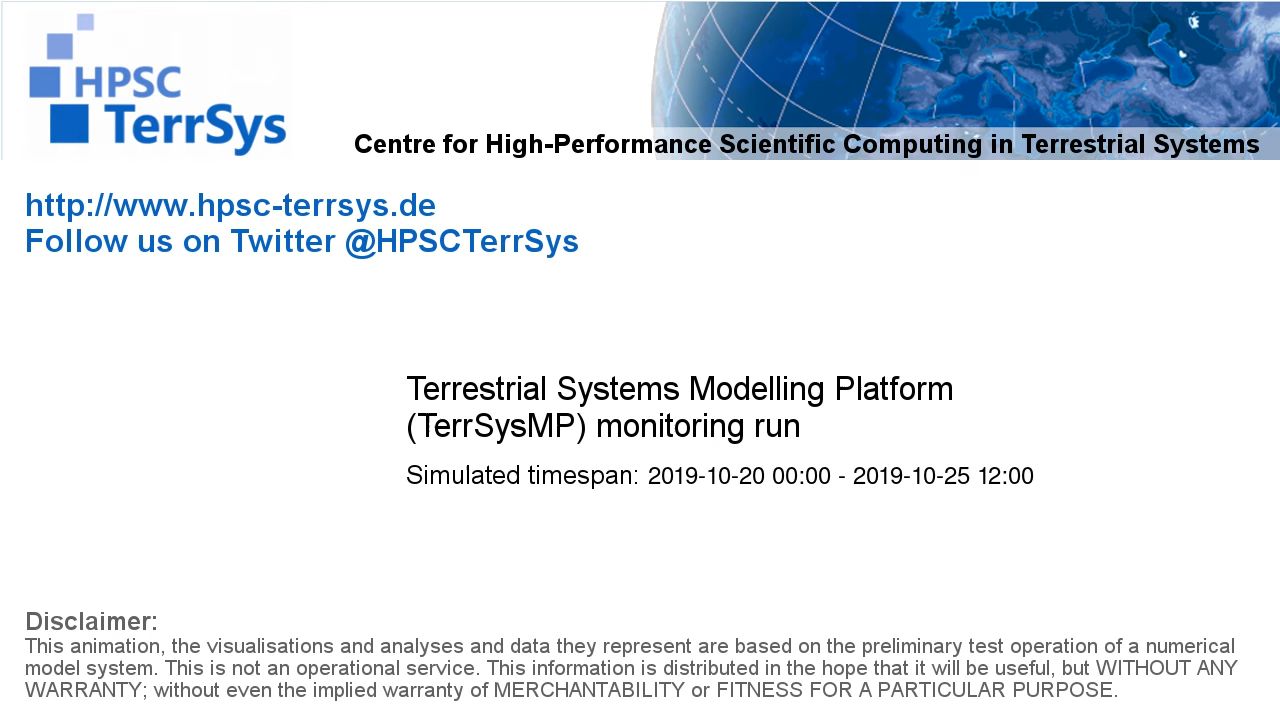 HPSC
TerrSys
Centre for High-Performance Scientific Computing in Terrestrial Systems
http://www.hpsc-terrsys.de
Follow us on Twitter @HPSCTerrSys
Terrestrial Systems Modelling Platform
(TerrSysMP) monitoring run
Simulated timespan: 2019-10-20 00:00 - 2019-10-25 12:00
Disclaimer:
This animation, the visualisations and analyses and data they represent are based on the preliminary test operation of a numerical
model system. This is not an operational service. This information is distributed in the hope that it will be useful, but WITHOUT ANY
WARRANTY; without even the implied warranty of MERCHANTABILITY or FITNESS FOR A PARTICULAR PURPOSE.